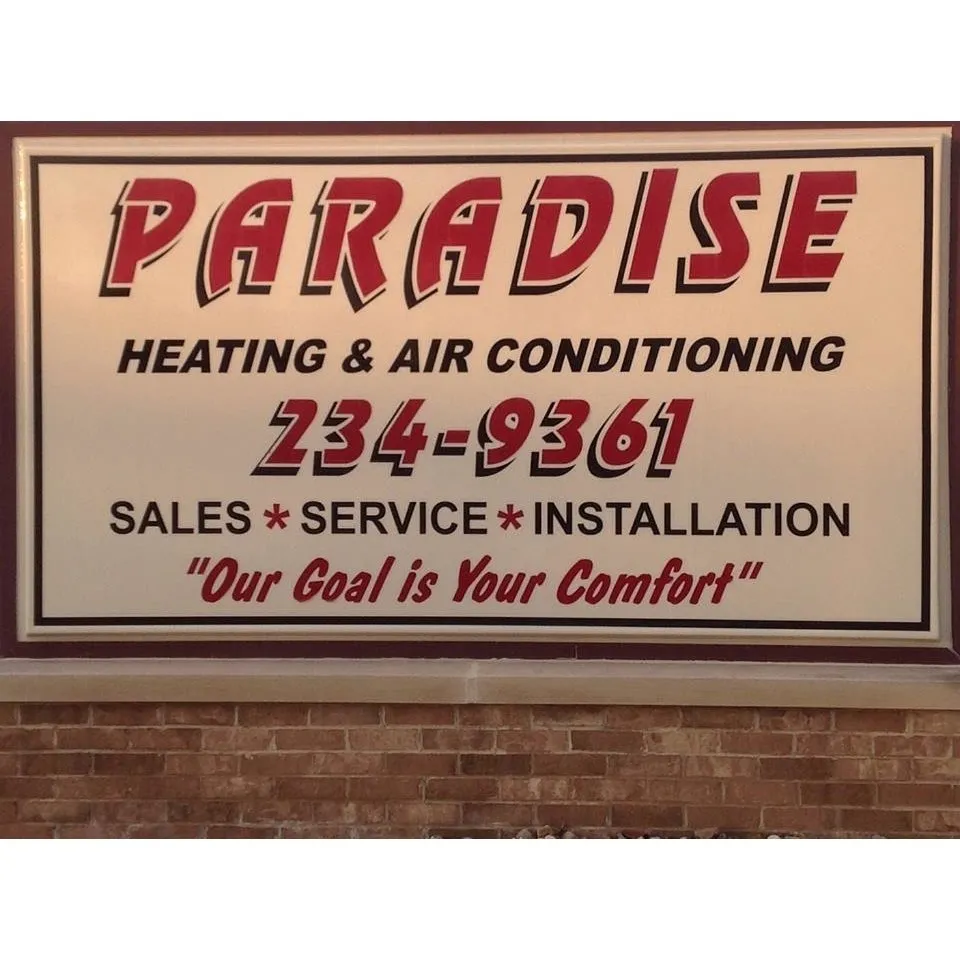 PARADISE
HEATING & AIR CONDITIONING
234-9361
SALES * SERVICE * INSTALLATION
"Our Goal is Your Comfort"